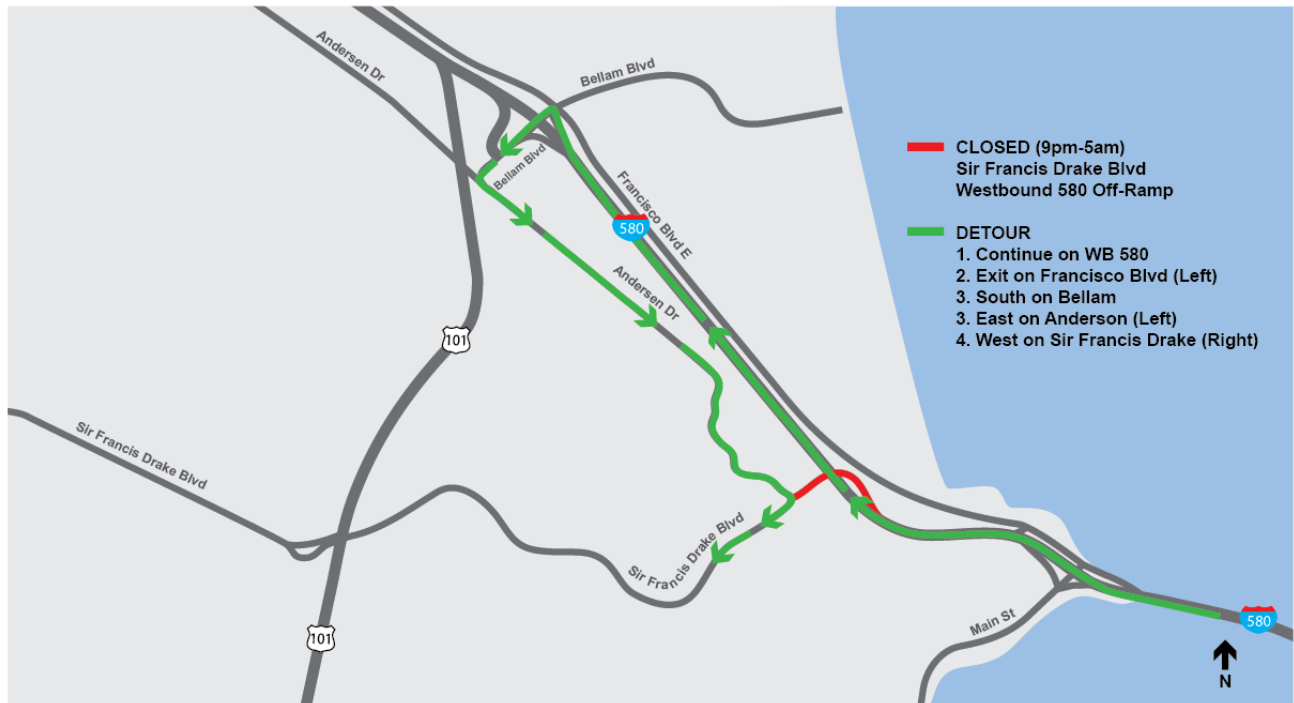 Andersen Dr
Bellam Blvd
Bellam Blvd
Francisco Blvd E
580
Andersen Dr
101
Sir Francis Drake Blvd
Sir Francis Drake Blvd
Main St
101
580
N
CLOSED (9pm-5am)
Sir Francis Drake Blvd
Westbound 580 Off-Ramp
DETOUR
1. Continue on WB 580
2. Exit on Francisco Blvd (Left)
3. South on Bellam
3. East on Anderson (Left)
4. West on Sir Francis Drake (Right)